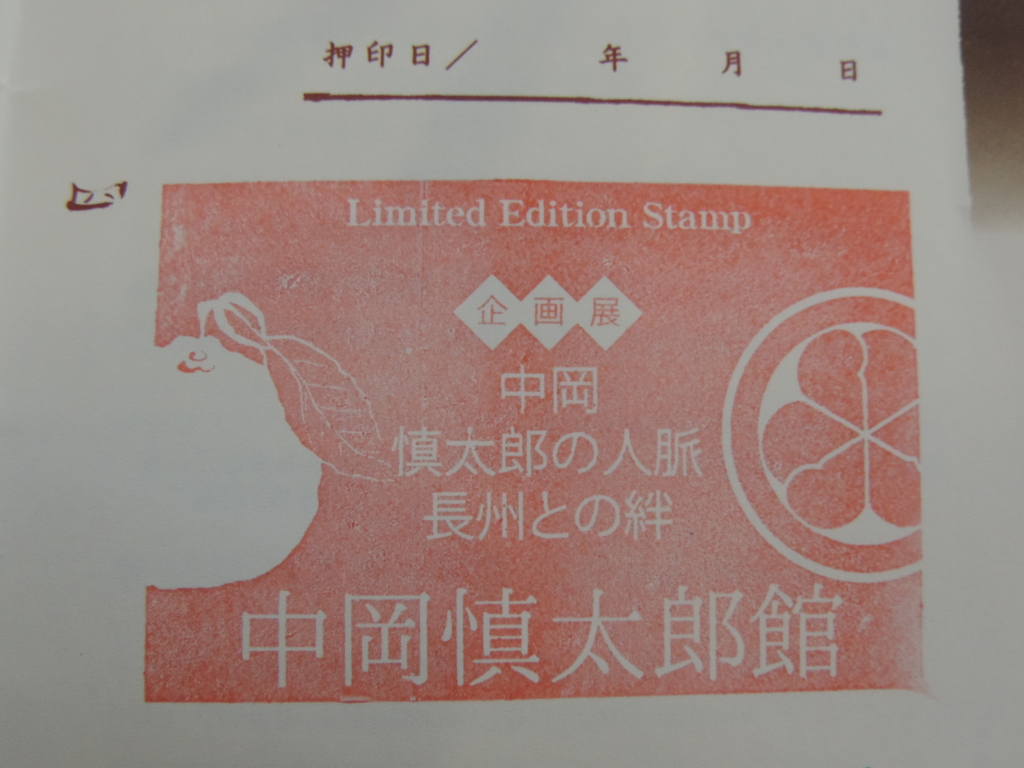 押印日/ 年 月 日
Limited Edition Stamp
企画展
中岡
慎太郎の人脈
長州との絆
中岡慎太郎館